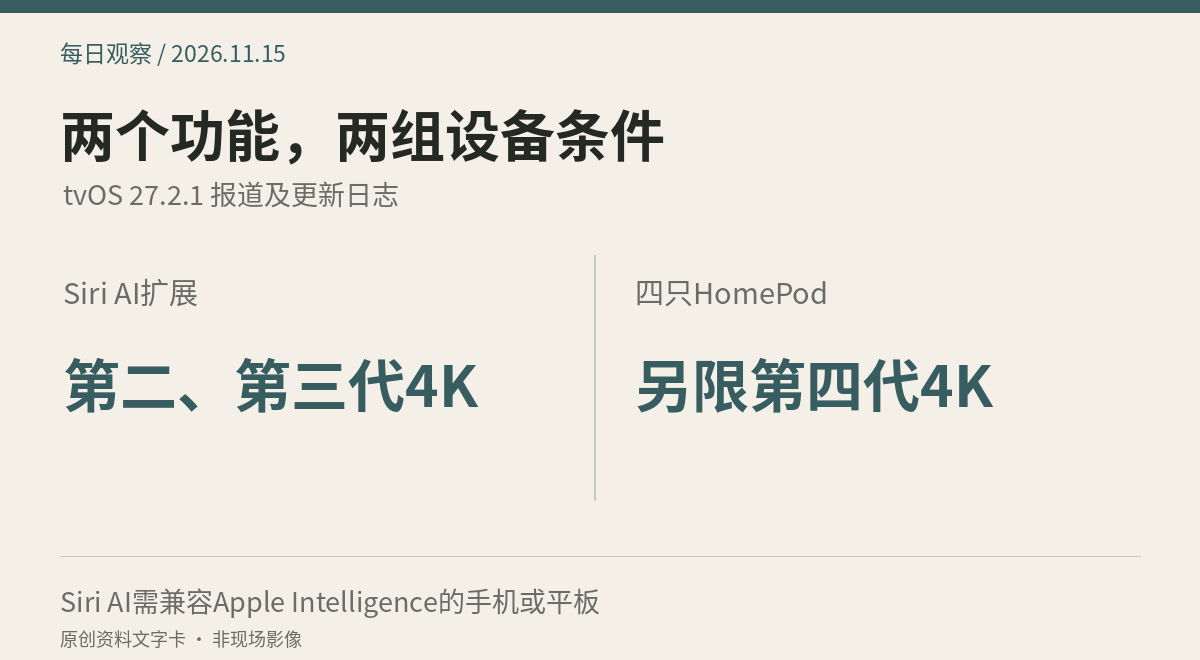 每日观察 / 2026.11.15
两个功能，两组设备条件
tvOS 27.2.1 报道及更新日志
Siri AI扩展
第二、第三代4K
四只HomePod
另限第四代4K
Siri AI需兼容Apple Intelligence的手机或平板
原创资料文字卡 · 非现场影像